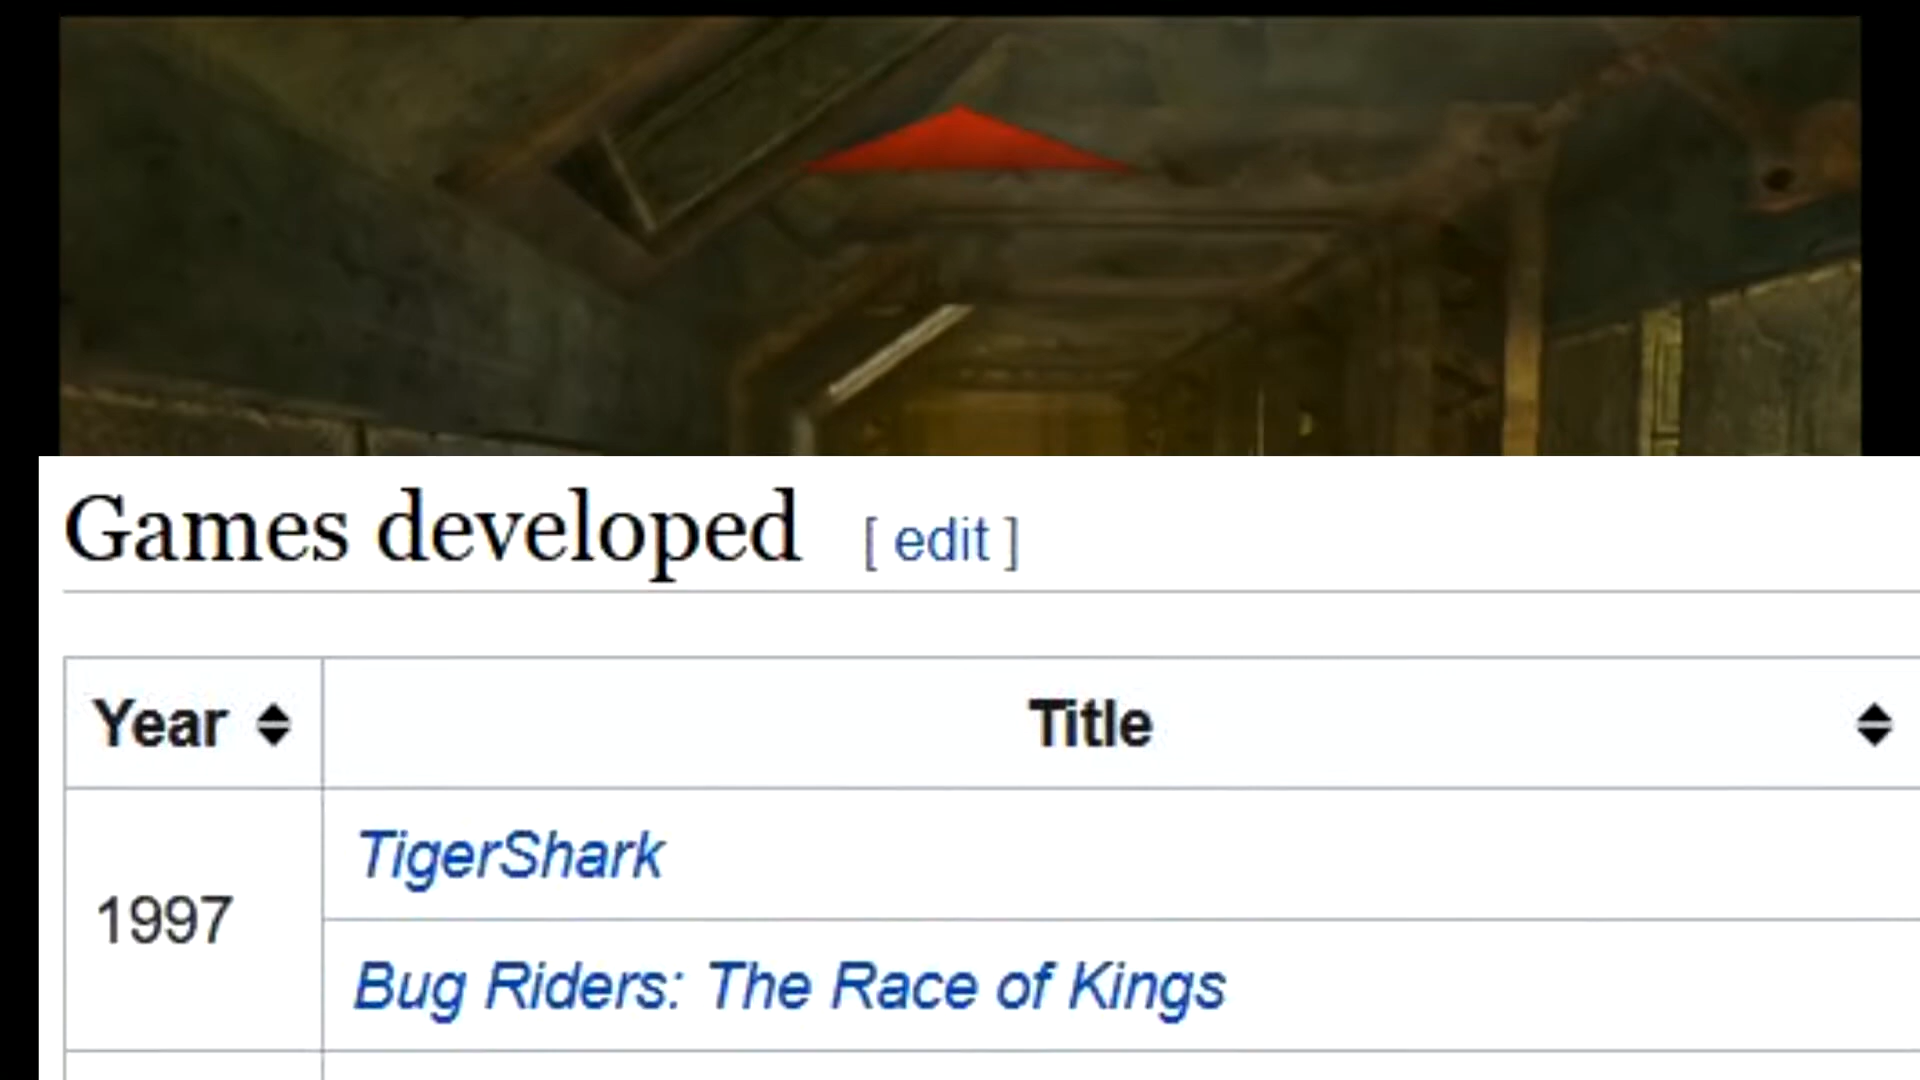 Games developed [ edit ]
Year Title
1997
TigerShark
Bug Riders: The Race of Kings